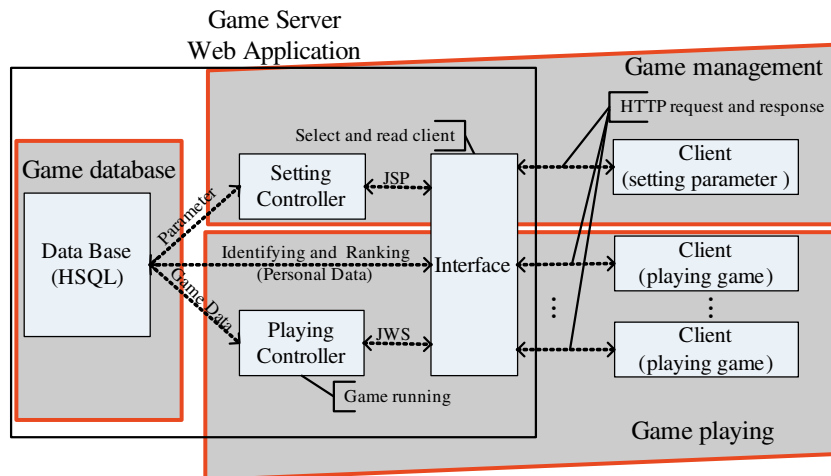 Game Server
Web Application
Game management
HTTP request and response
Select and read client
Game database
Setting
Controller
JSP
Client
(setting parameter )
Parameter
Data Base
(HSQL)
Identifying and Ranking
(Personal Data)
Interface
Client
(playing game)
Game Data
Playing
Controller
JWS
Client
(playing game)
Game running
Game playing